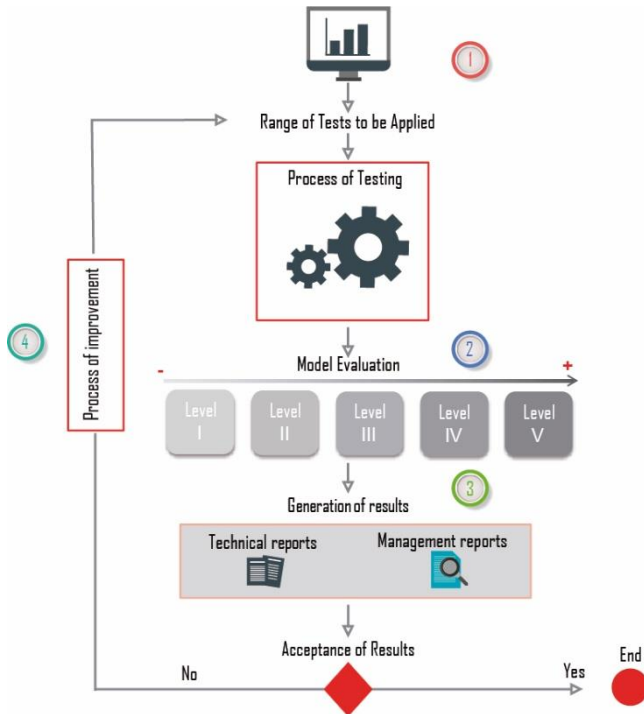 1
Range of Tests to be Applied
Process of Testing
Process of improvement
4
Model Evaluation
2
-
+
Level
I
Level
II
Level
III
Level
IV
Level
V
3
Generation of results
Technical reports
Management reports
Acceptance of Results
No
Yes
End